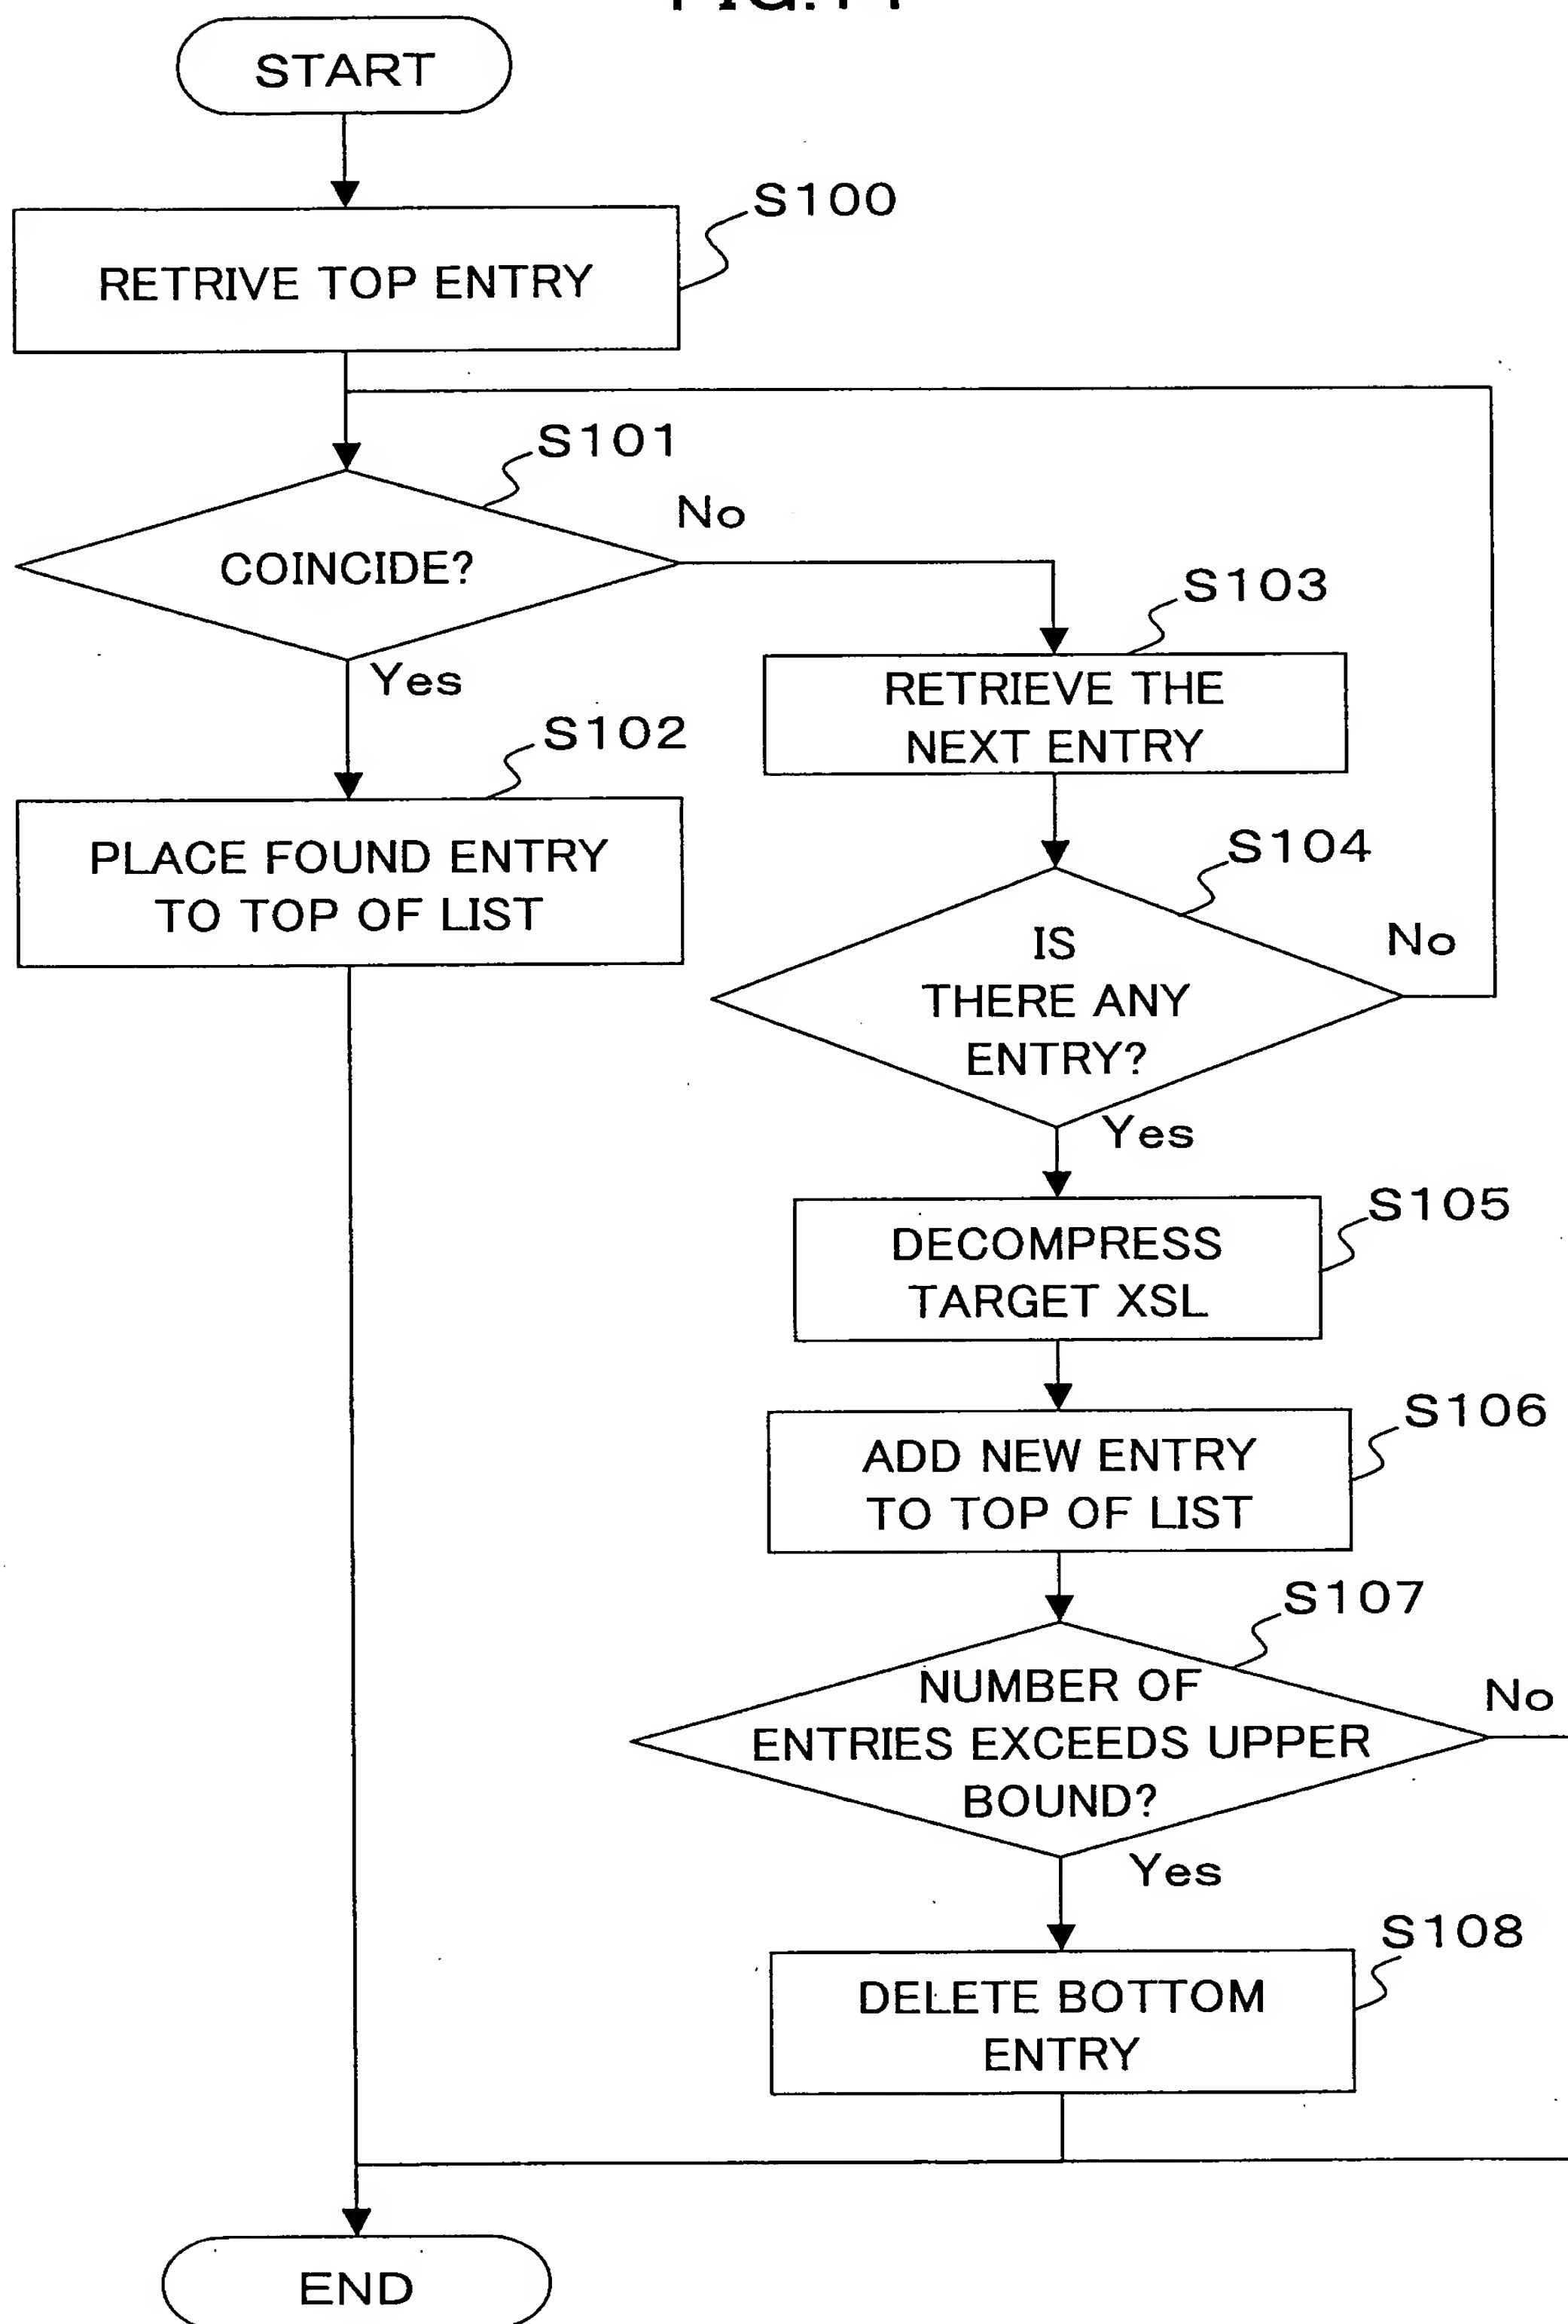 START
S100
RETRIVE TOP ENTRY
S101
COINCIDE?
No
Yes
S103
RETRIEVE THE
NEXT ENTRY
S102
PLACE FOUND ENTRY
TO TOP OF LIST
S104
IS
THERE ANY
ENTRY?
No
Yes
S105
DECOMPRESS
TARGET XSL
S106
ADD NEW ENTRY
TO TOP OF LIST
S107
NUMBER OF
ENTRIES EXCEEDS UPPER
BOUND?
No
Yes
S108
DELETE BOTTOM
ENTRY
END